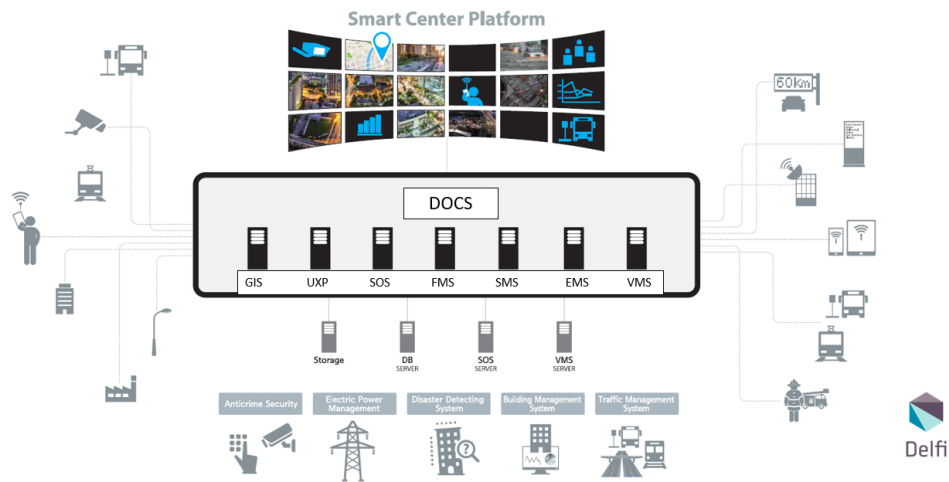 Smart Center Platform
60km
DOCS
GIS UXP SOS FMS SMS EMS VMS
Storage
DB
SERVER
SOS
SERVER
VMS
SERVER
Anticrime Security
Electric Power
Management
Disaster Detecting
System
Building Management
System
Traffic Management
System
Delfi